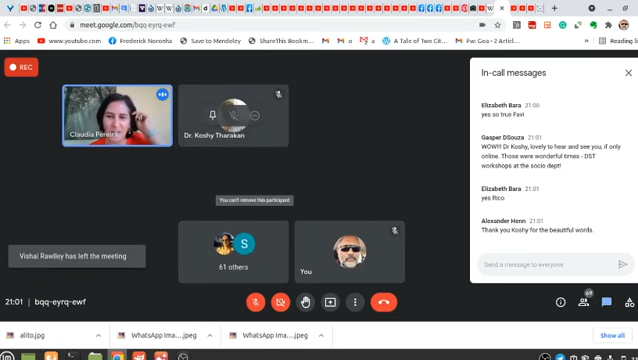 meet.google.com/bqq-eyrq-ewf
Apps
www.youtube.com
Frederick Noronha
Save to Mendeley
ShareThis Bookm...
A Tale of Two Cit...
Fw: Goa - 2 Articl...
Reading li
REC
Claudia Pereira
Dr. Koshy Tharakan
You can't remove this participant
61 others
You
Vishal Rawlley has left the meeting
21:01
bqq-eyrq-ewf
69
In-call messages
Elizabeth Bara 21:00
yes so true Favi
Gasper DSouza 21:01
WOW!!! Dr Koshy, lovely to hear and see you, if only
online. Those were wonderful times - DST
workshops at the socio dept!
Elizabeth Bara 21:01
yes Rico
Alexander Henn 21:01
Thank you Koshy for the beautiful words.
Send a message to everyone
alito.jpg
WhatsApp Ima....jpeg
WhatsApp Ima....jpeg
Show all